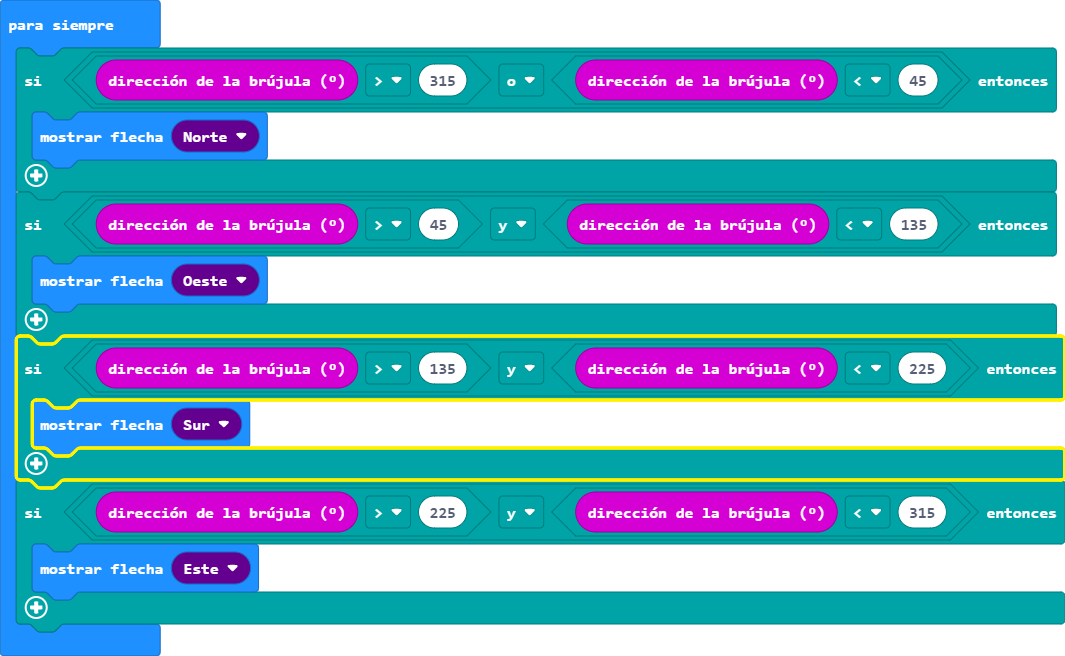 para siempre
si dirección de la brújula (º) > 315 o dirección de la brújula (º) < 45 entonces
mostrar flecha Norte
si dirección de la brújula (º) > 45 y dirección de la brújula (º) < 135 entonces
mostrar flecha Oeste
si dirección de la brújula (º) > 135 y dirección de la brújula (º) < 225 entonces
mostrar flecha Sur
si dirección de la brújula (º) > 225 y dirección de la brújula (º) < 315 entonces
mostrar flecha Este